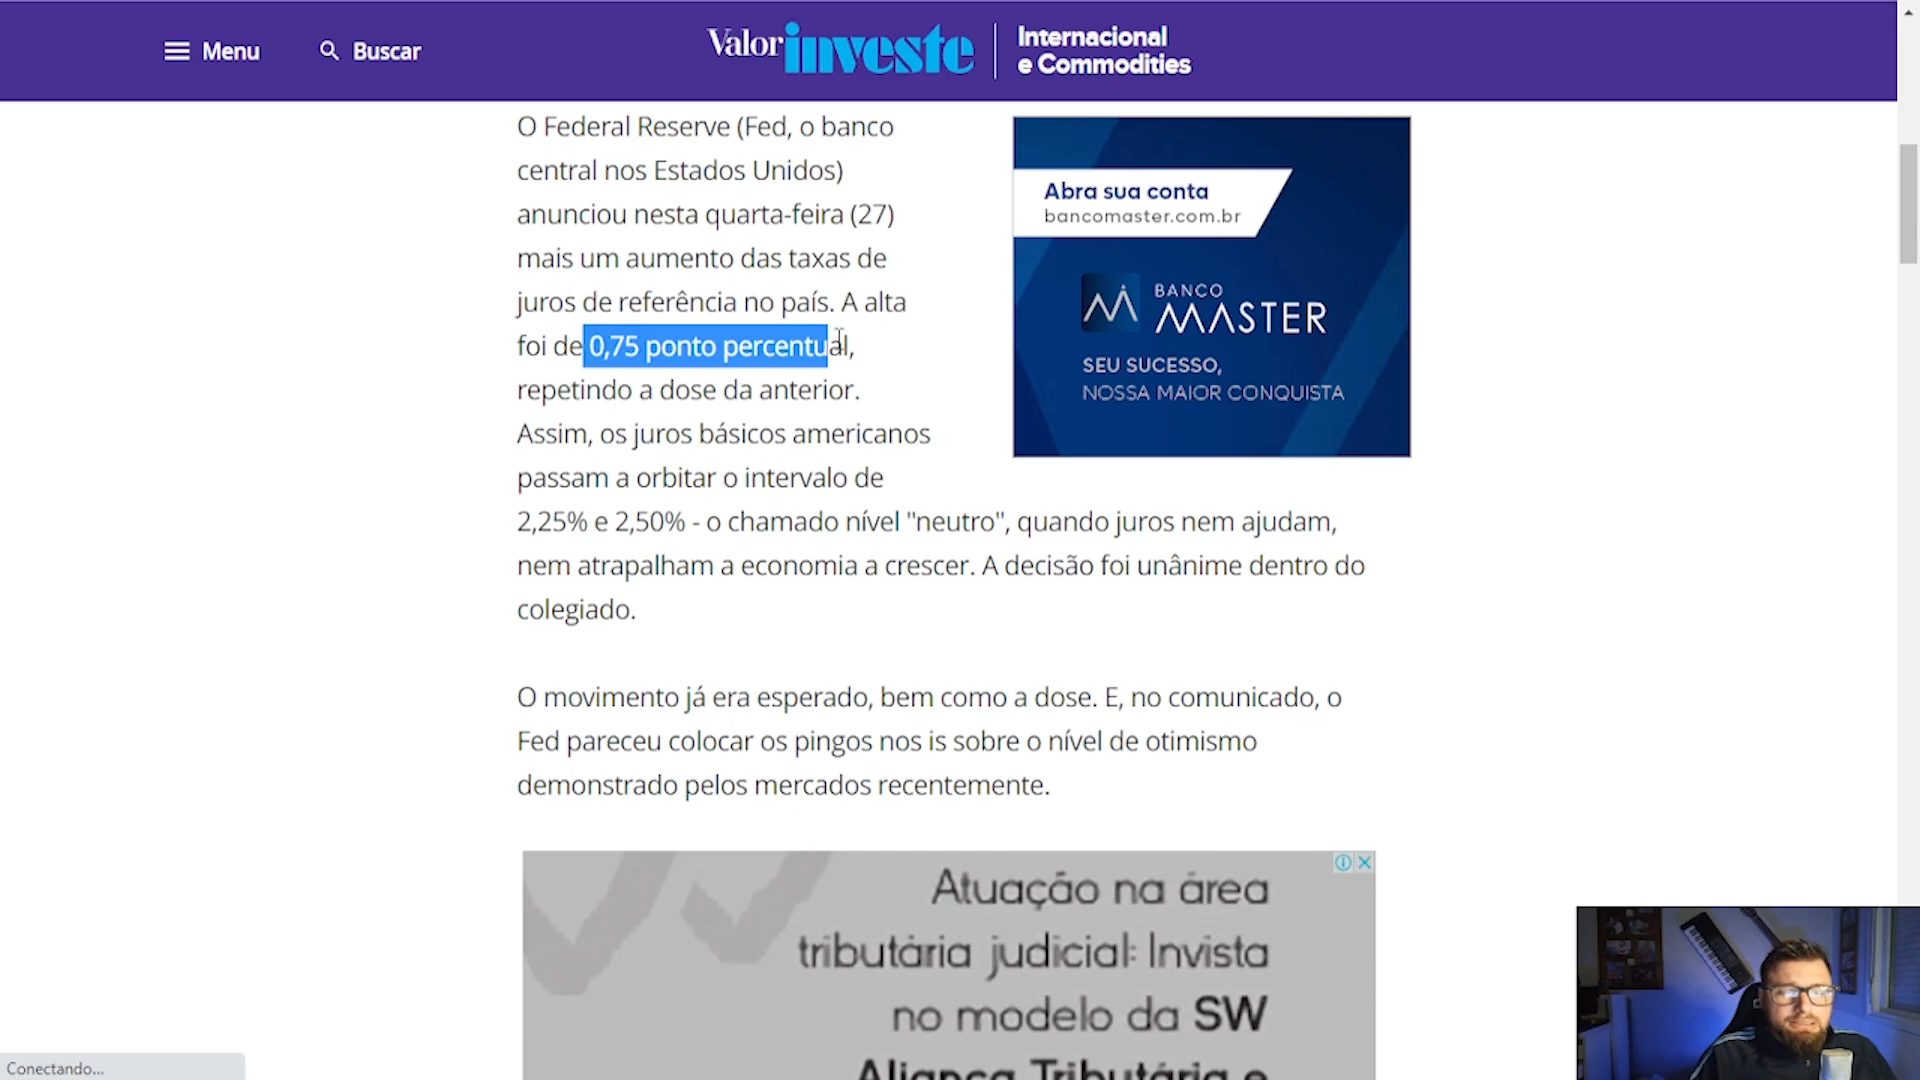 Menu
Buscar
Valor investe
Internacional
e Commodities
O Federal Reserve (Fed, o banco
central nos Estados Unidos)
anunciou nesta quarta-feira (27)
mais um aumento das taxas de
juros de referência no país. A alta
foi de 0,75 ponto percentual,
repetindo a dose da anterior.
Assim, os juros básicos americanos
passam a orbitar o intervalo de
2,25% e 2,50% - o chamado nível "neutro", quando juros nem ajudam,
nem atrapalham a economia a crescer. A decisão foi unânime dentro do
colegiado.
Abra sua conta
bancomaster.com.br
BANCO
MASTER
SEU SUCESSO,
NOSSA MAIOR CONQUISTA
O movimento já era esperado, bem como a dose. E, no comunicado, o
Fed pareceu colocar os pingos nos is sobre o nível de otimismo
demonstrado pelos mercados recentemente.
Atuação na área
tributária judicial: Invista
no modelo da SW
Aliança Tributária e
Conectando...